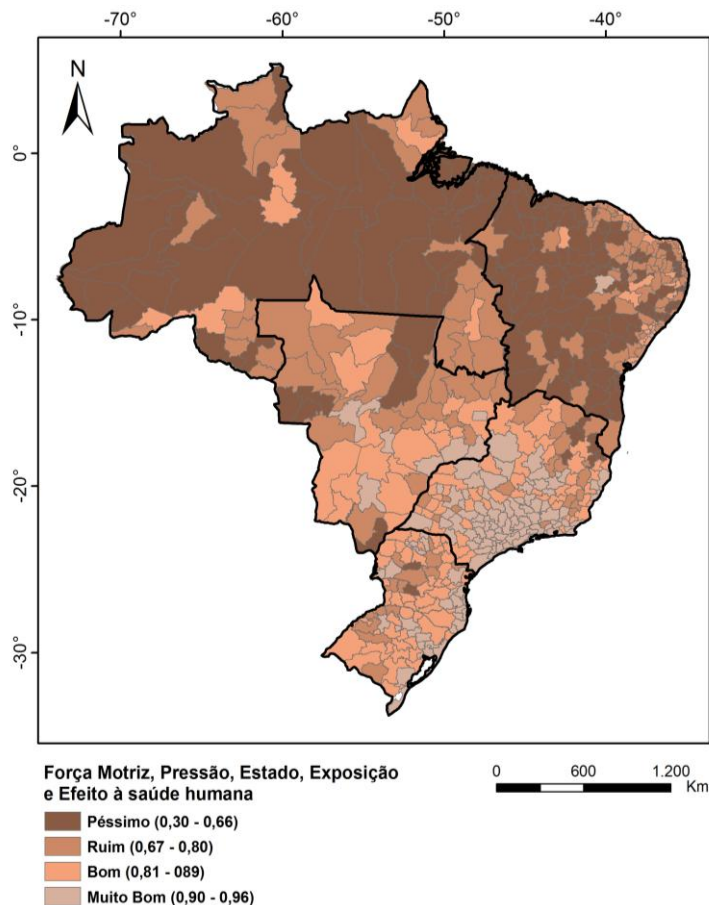 -70° -60° -50° -40°
N
0°
-10°
-20°
-30°
Força Motriz, Pressão, Estado, Exposição
e Efeito à saúde humana
0 600 1.200
Km
Péssimo (0,30 - 0,66)
Ruim (0,67 - 0,80)
Bom (0,81 - 089)
Muito Bom (0,90 - 0,96)